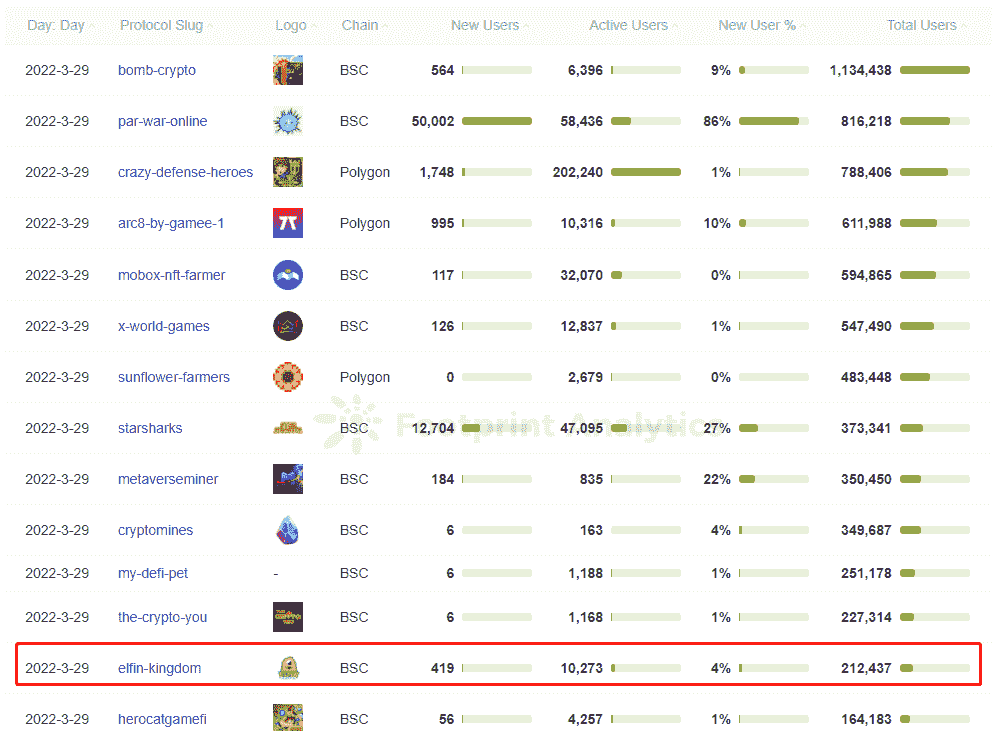 Day: Day Protocol Slug Logo Chain New Users Active Users New User % Total Users
2022-3-29 bomb-crypto BSC 564 6,396 9% 1,134,438
2022-3-29 par-war-online BSC 50,002 58,436 86% 816,218
2022-3-29 crazy-defense-heroes Polygon 1,748 202,240 1% 788,406
2022-3-29 arc8-by-gamee-1 Polygon 995 10,316 10% 611,988
2022-3-29 mobox-nft-farmer BSC 117 32,070 0% 594,865
2022-3-29 x-world-games BSC 126 12,837 1% 547,490
2022-3-29 sunflower-farmers Polygon 0 2,679 0% 483,448
Footprint Analytics
2022-3-29 starsharks BSC 12,704 47,095 27% 373,341
2022-3-29 metaverseminer BSC 184 835 22% 350,450
2022-3-29 cryptomines BSC 6 163 4% 349,687
2022-3-29 my-defi-pet - BSC 6 1,188 1% 251,178
2022-3-29 the-crypto-you BSC 6 1,168 1% 227,314
2022-3-29 elfin-kingdom BSC 419 10,273 4% 212,437
2022-3-29 herocatgamefi BSC 56 4,257 1% 164,183